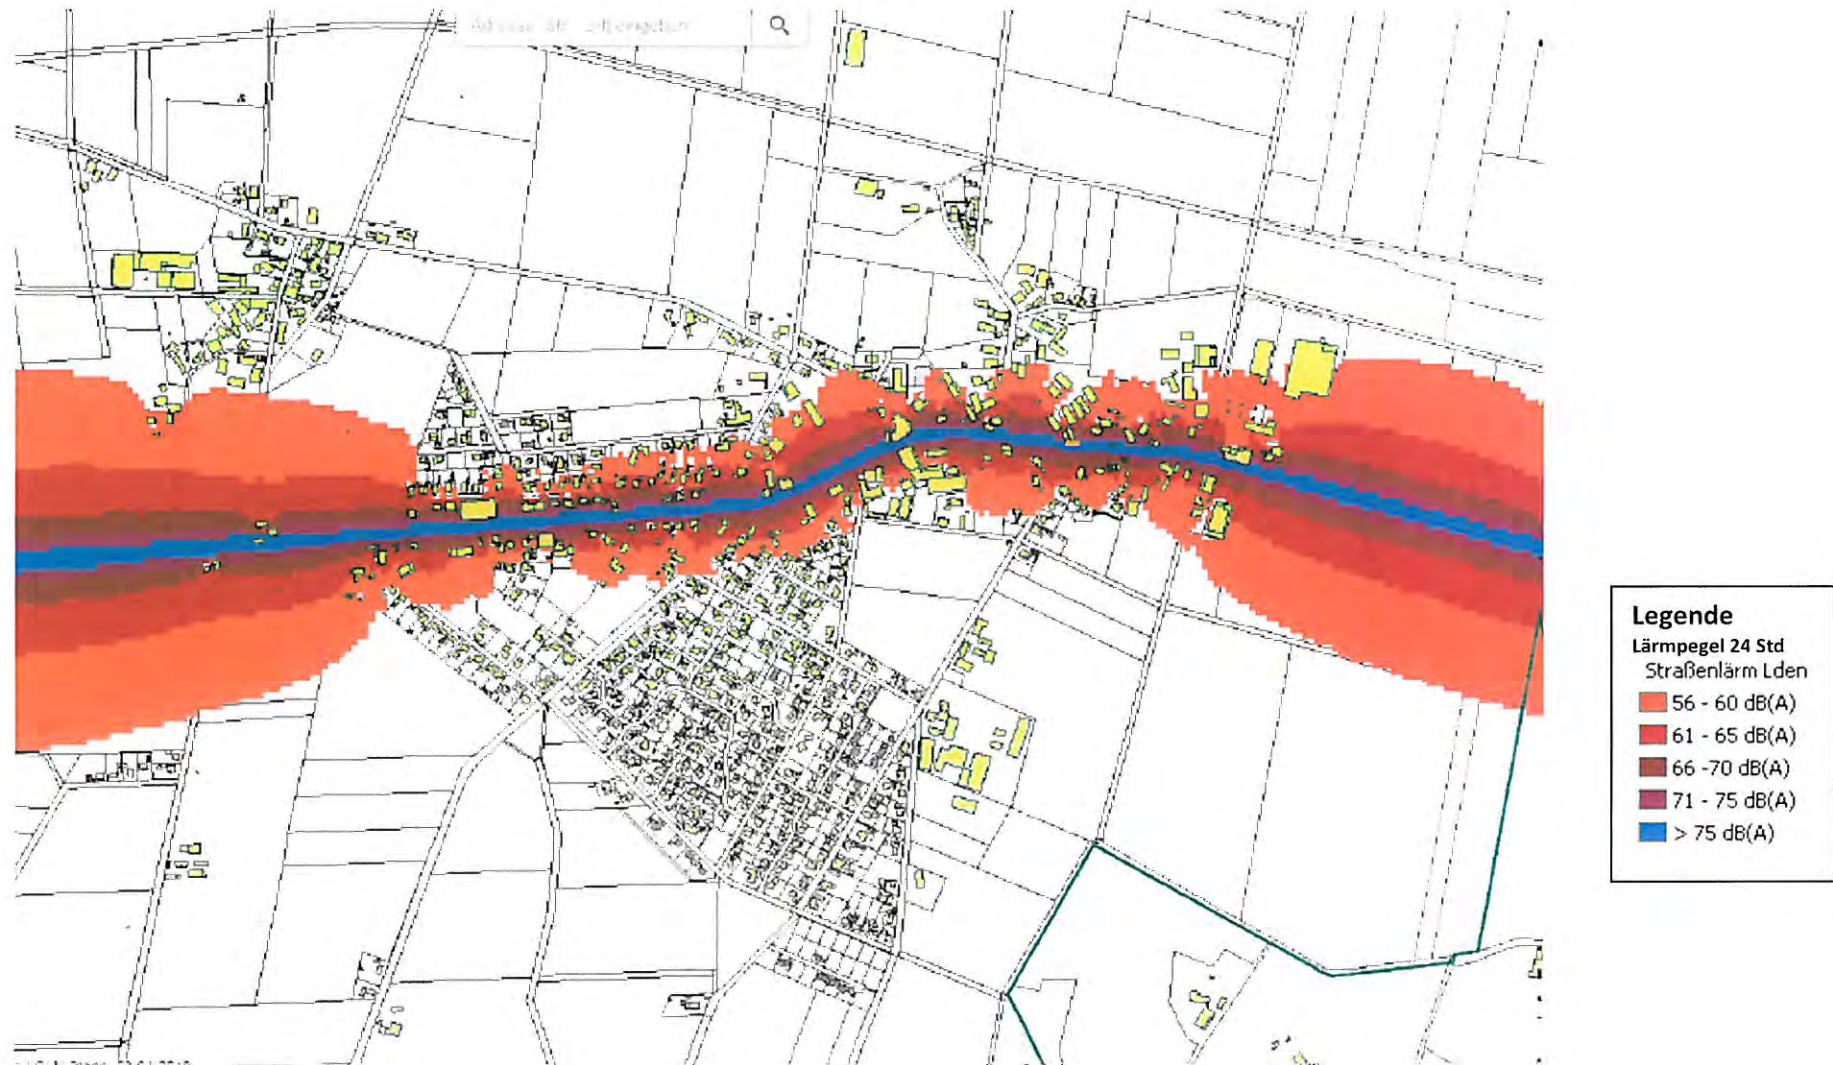 Legende
Lärmpegel 24 Std
Straßenlärm Lden
56 - 60 dB(A)
61 - 65 dB(A)
66 -70 dB(A)
71 - 75 dB(A)
> 75 dB(A)